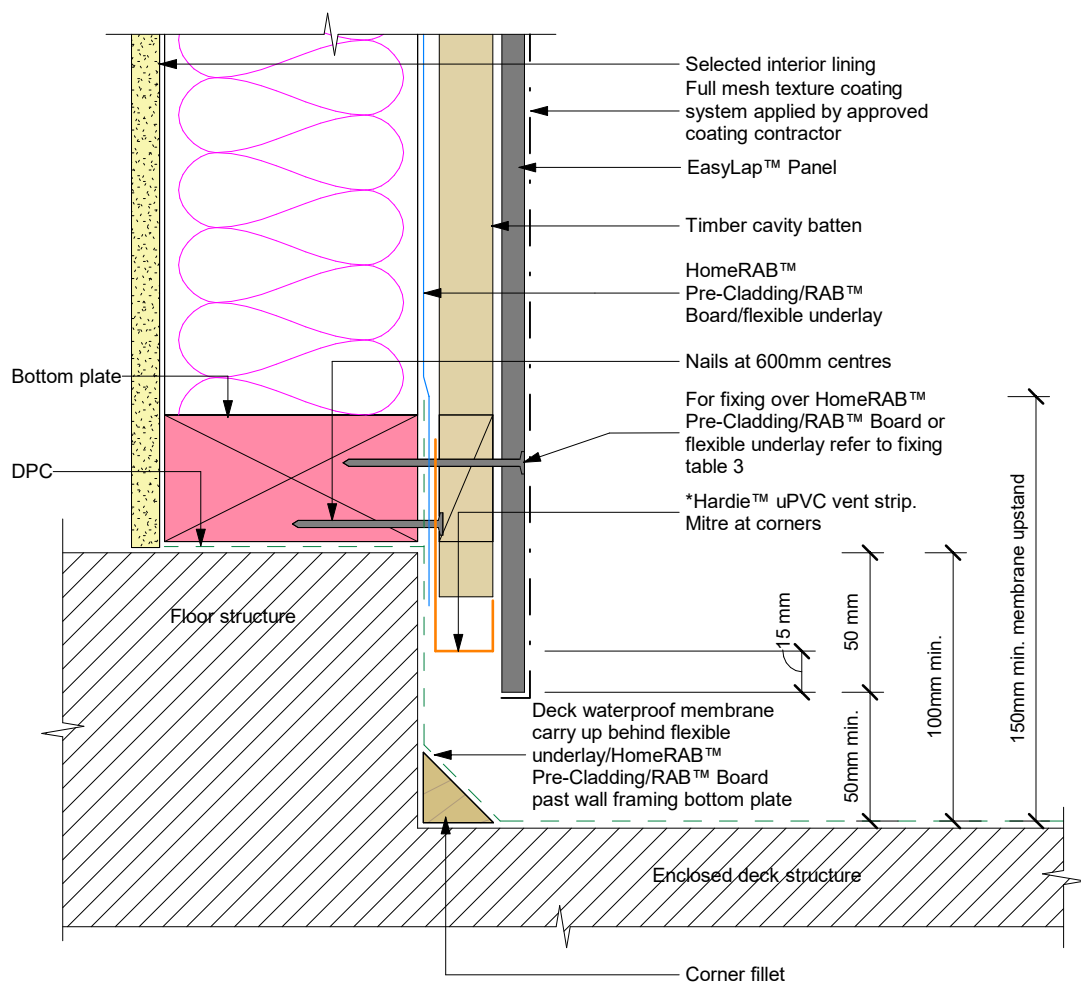 Selected interior lining
Full mesh texture coating
system applied by approved
coating contractor
EasyLap™ Panel
Timber cavity batten
HomeRAB™
Pre-Cladding/RAB™
Board/flexible underlay
Nails at 600mm centres
Bottom plate
For fixing over HomeRAB™
Pre-Cladding/RAB™ Board or
flexible underlay refer to fixing
table 3
DPC
*Hardie™ uPVC vent strip.
Mitre at corners
Floor structure
15 mm
50 mm
50mm min.
100mm min.
150mm min. membrane upstand
Deck waterproof membrane
carry up behind flexible
underlay/HomeRAB™
Pre-Cladding/RAB™ Board
past wall framing bottom plate
Enclosed deck structure
Corner fillet